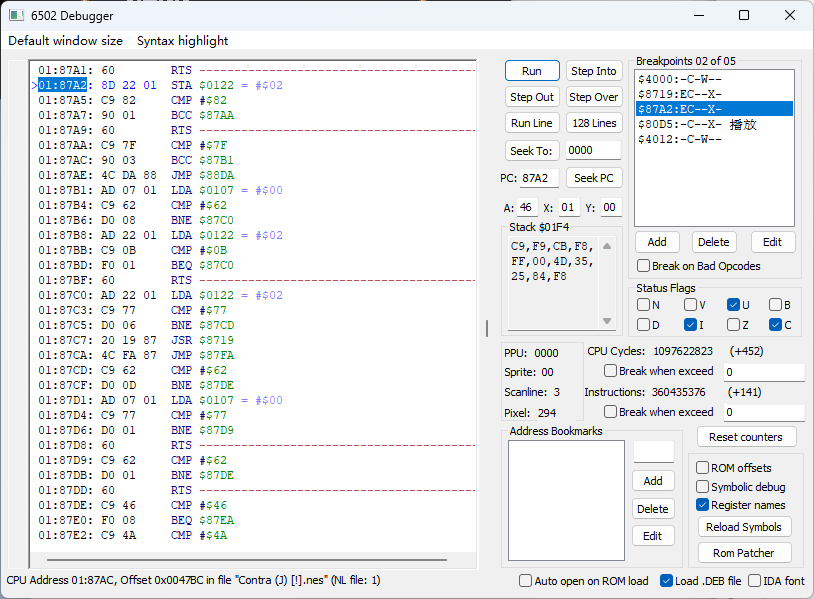 6502 Debugger
Default window size Syntax highlight
01:87A1: 60 RTS
>01:87A2: 8D 22 01 STA $0122 = #$02
01:87A5: C9 82 CMP #$82
01:87A7: 90 01 BCC $87AA
01:87A9: 60 RTS
01:87AA: C9 7F CMP #$7F
01:87AC: 90 03 BCC $87B1
01:87AE: 4C DA 88 JMP $88DA
01:87B1: AD 07 01 LDA $0107 = #$00
01:87B4: C9 62 CMP #$62
01:87B6: D0 08 BNE $87C0
01:87B8: AD 22 01 LDA $0122 = #$02
01:87BB: C9 0B CMP #$0B
01:87BD: F0 01 BEQ $87C0
01:87BF: 60 RTS
01:87C0: AD 22 01 LDA $0122 = #$02
01:87C3: C9 77 CMP #$77
01:87C5: D0 06 BNE $87CD
01:87C7: 20 19 87 JSR $8719
01:87CA: 4C FA 87 JMP $87FA
01:87CD: C9 62 CMP #$62
01:87CF: D0 0D BNE $87DE
01:87D1: AD 07 01 LDA $0107 = #$00
01:87D4: C9 77 CMP #$77
01:87D6: D0 01 BNE $87D9
01:87D8: 60 RTS
01:87D9: C9 62 CMP #$62
01:87DB: D0 01 BNE $87DE
01:87DD: 60 RTS
01:87DE: C9 46 CMP #$46
01:87E0: F0 08 BEQ $87EA
01:87E2: C9 4A CMP #$4A
Run Step Into
Step Out Step Over
Run Line 128 Lines
Seek To: 0000
PC: 87A2 Seek PC
A: 46 X: 01 Y: 00
Stack $01F4
C9,F9,CB,F8,
FF,00,4D,35,
25,84,F8
Breakpoints 02 of 05
$4000:-C-W--
$8719:EC--X-
$87A2:EC--X-
$80D5:-C--X- 播放
$4012:-C-W--
Add Delete Edit
Break on Bad Opcodes
Status Flags
N V U B
D I Z C
PPU: 0000
Sprite: 00
Scanline: 3
Pixel: 294
CPU Cycles: 1097622823 (+452)
Break when exceed 0
Instructions: 360435376 (+141)
Break when exceed 0
Address Bookmarks
Add
Delete
Edit
Reset counters
ROM offsets
Symbolic debug
Register names
Reload Symbols
Rom Patcher
CPU Address 01:87AC, Offset 0x0047BC in file "Contra (J) [!].nes" (NL file: 1)
Auto open on ROM load Load .DEB file IDA font